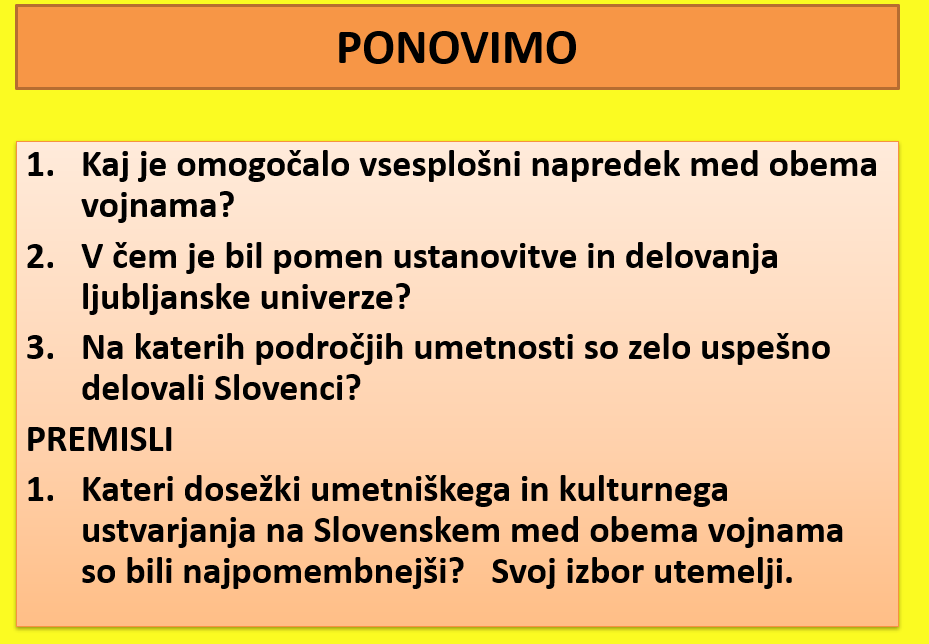 PONOVIMO
1. Kaj je omogočalo vsesplošni napredek med obema
vojnama?
2. V čem je bil pomen ustanovitve in delovanja
ljubljanske univerze?
3. Na katerih področjih umetnosti so zelo uspešno
delovali Slovenci?
PREMISLI
1. Kateri dosežki umetniškega in kulturnega
ustvarjanja na Slovenskem med obema vojnama
so bili najpomembnejši? Svoj izbor utemelji.